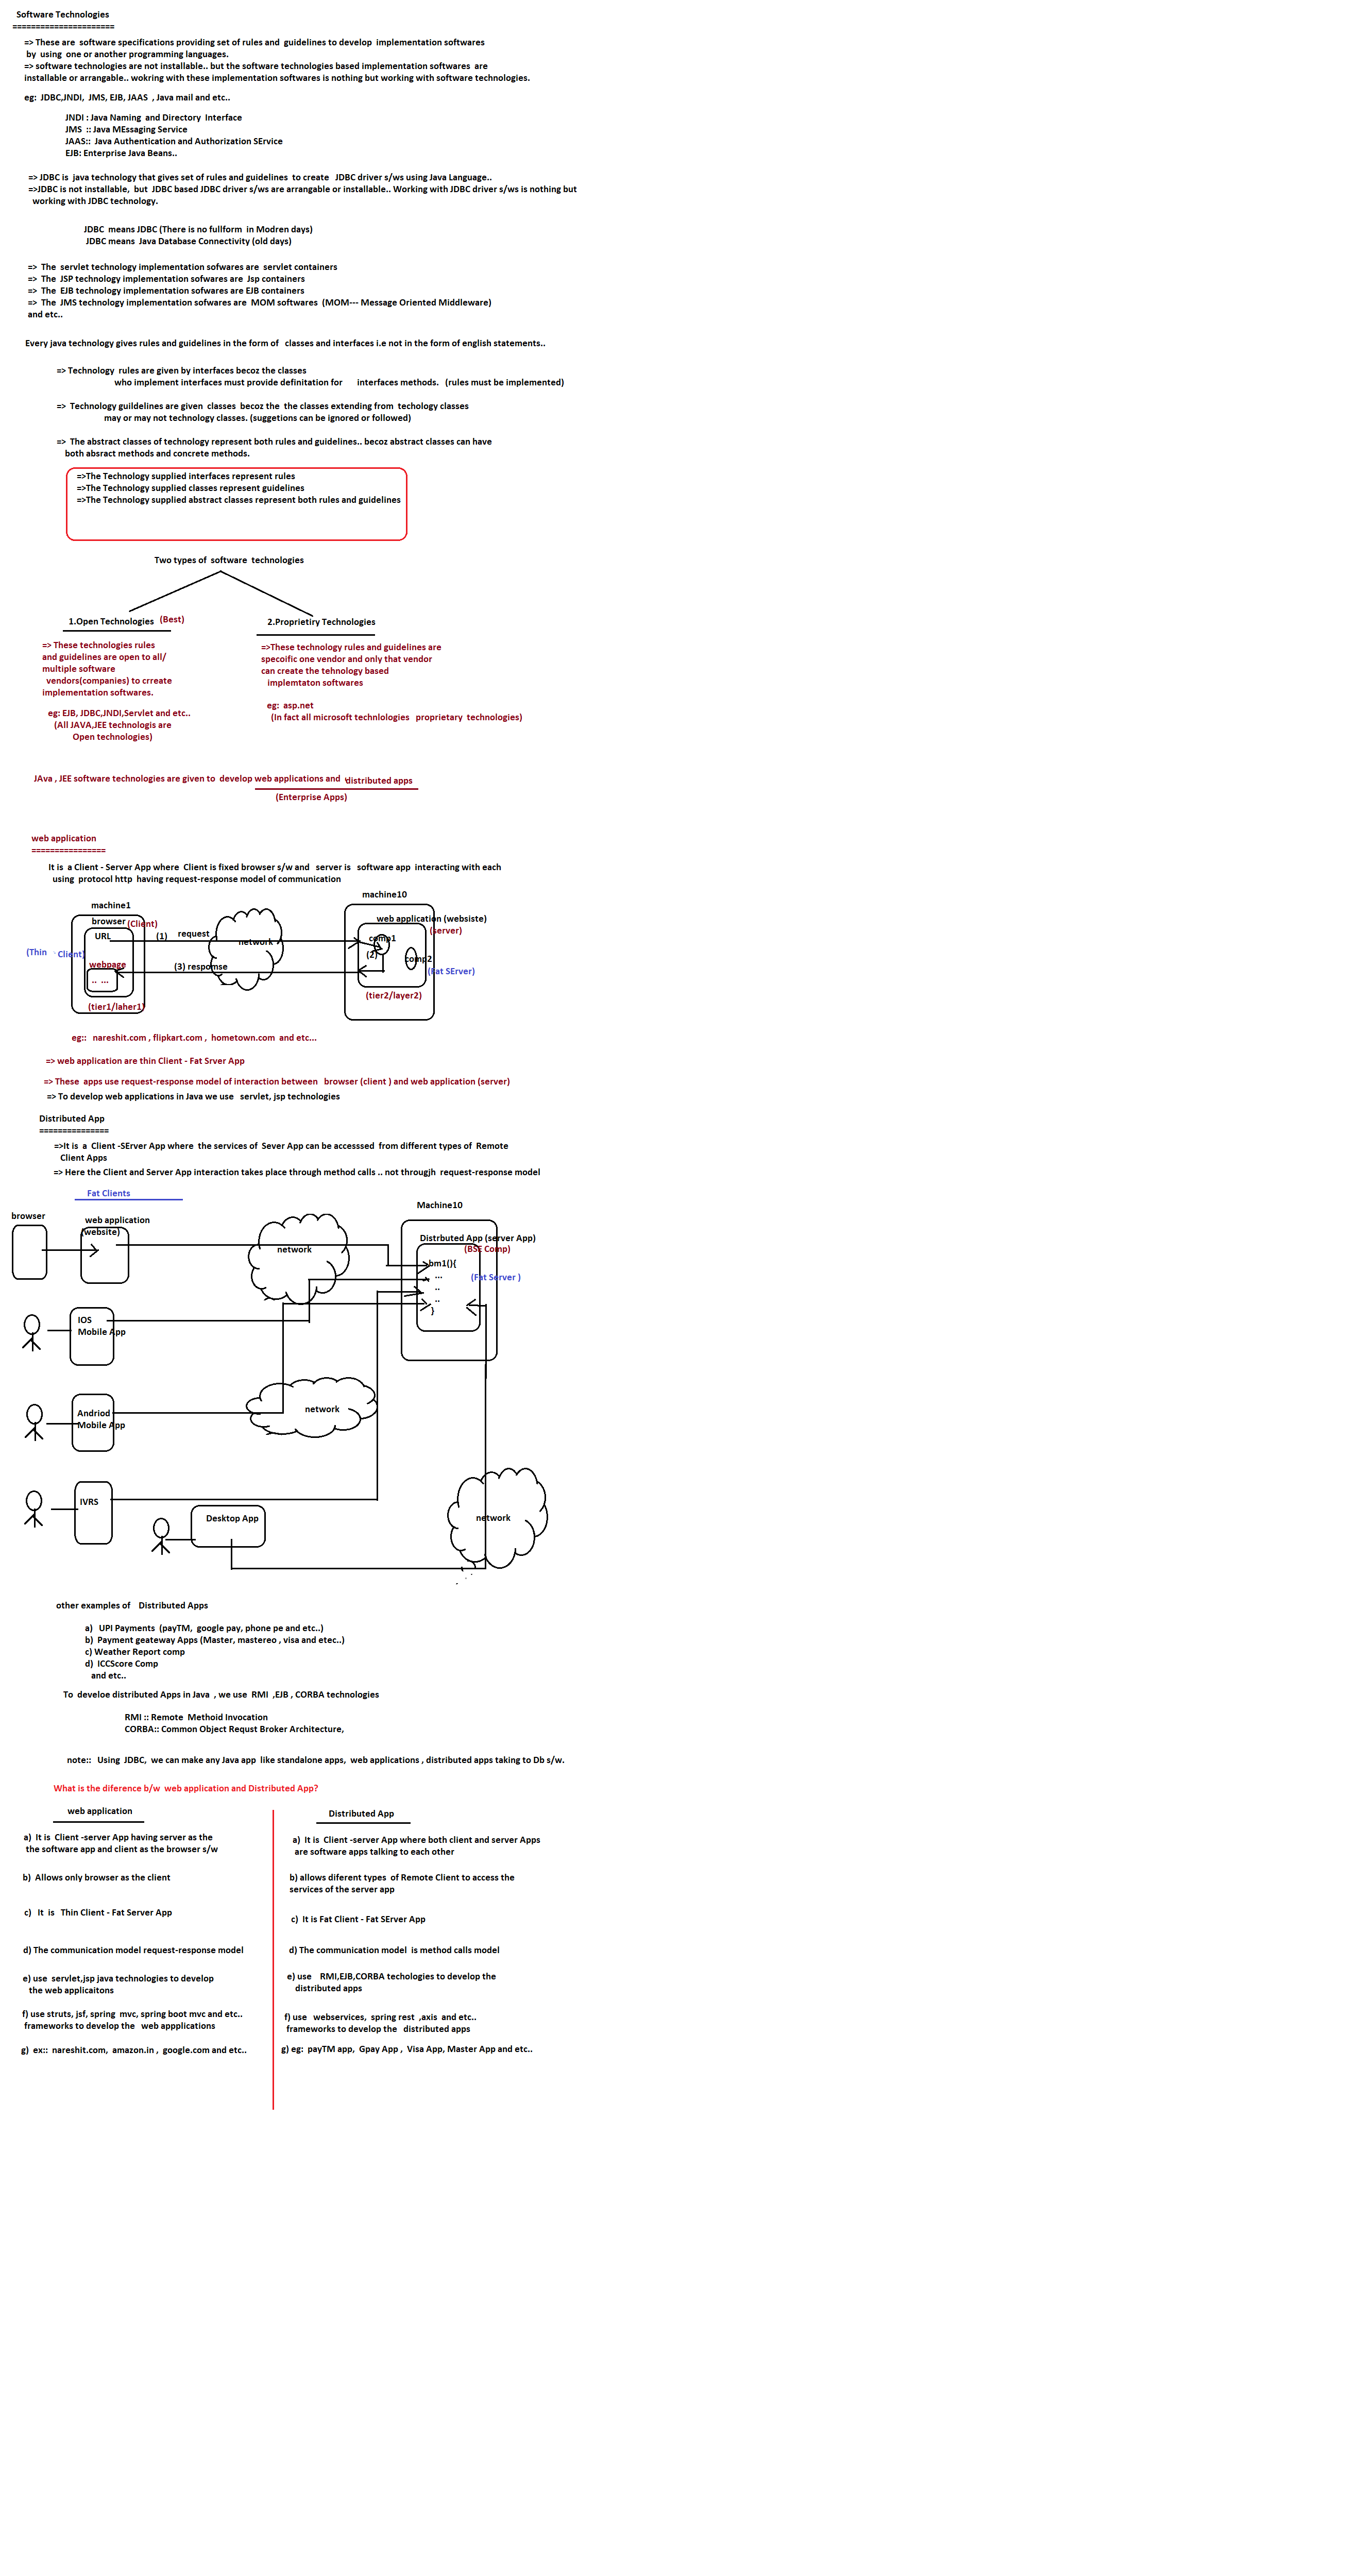 Software Technologies
======================
=> These are software specifications providing set of rules and guidelines to develop implementation softwares
by using one or another programming languages.
=> software technologies are not installable.. but the software technologies based implementation softwares are
installable or arrangable.. wokring with these implementation softwares is nothing but working with software technologies.
eg: JDBC,JNDI, JMS, EJB, JAAS , Java mail and etc..
JNDI : Java Naming and Directory Interface
JMS :: Java MEssaging Service
JAAS:: Java Authentication and Authorization SErvice
EJB: Enterprise Java Beans..
=> JDBC is java technology that gives set of rules and guidelines to create JDBC driver s/ws using Java Language..
=>JDBC is not installable, but JDBC based JDBC driver s/ws are arrangable or installable.. Working with JDBC driver s/ws is nothing but
working with JDBC technology.
JDBC means JDBC (There is no fullform in Modren days)
JDBC means Java Database Connectivity (old days)
=> The servlet technology implementation sofwares are servlet containers
=> The JSP technology implementation sofwares are Jsp containers
=> The EJB technology implementation sofwares are EJB containers
=> The JMS technology implementation sofwares are MOM softwares (MOM--- Message Oriented Middleware)
and etc..
Every java technology gives rules and guidelines in the form of classes and interfaces i.e not in the form of english statements..
=> Technology rules are given by interfaces becoz the classes
who implement interfaces must provide definitation for interfaces methods. (rules must be implemented)
=> Technology guildelines are given classes becoz the the classes extending from techology classes
may or may not technology classes. (suggetions can be ignored or followed)
=> The abstract classes of technology represent both rules and guidelines.. becoz abstract classes can have
both absract methods and concrete methods.
=>The Technology supplied interfaces represent rules
=>The Technology supplied classes represent guidelines
=>The Technology supplied abstract classes represent both rules and guidelines
Two types of software technologies
1.Open Technologies (Best)
2.Proprietiry Technologies
=> These technologies rules
and guidelines are open to all/
multiple software
vendors(companies) to crreate
implementation softwares.
eg: EJB, JDBC,JNDI,Servlet and etc..
(All JAVA,JEE technologis are
Open technologies)
=>These technology rules and guidelines are
specoific one vendor and only that vendor
can create the tehnology based
implemtaton softwares
eg: asp.net
(In fact all microsoft technlologies proprietary technologies)
JAva , JEE software technologies are given to develop web applications and distributed apps
(Enterprise Apps)
web application
================
It is a Client - Server App where Client is fixed browser s/w and server is software app interacting with each
using protocol http having request-response model of communication
machine10
machine1
web application (websiste)
browser (Client)
(server)
URL
(1) request
network
comp1
(Thin Client)
(2)
comp2
webpage
(3) response
(Fat SErver)
.. ...
(tier2/layer2)
(tier1/laher1)
eg:: nareshit.com , flipkart.com , hometown.com and etc...
=> web application are thin Client - Fat Srver App
=> These apps use request-response model of interaction between browser (client ) and web application (server)
=> To develop web applications in Java we use servlet, jsp technologies
Distributed App
===============
=>It is a Client -SErver App where the services of Sever App can be accesssed from different types of Remote
Client Apps
=> Here the Client and Server App interaction takes place through method calls .. not througjh request-response model
Fat Clients
Machine10
browser
web application
(website)
network
Distrbuted App (server App)
(BSE Comp)
bm1(){
...
(Fat Server )
..
..
}
IOS
Mobile App
network
Andriod
Mobile App
IVRS
Desktop App
network
other examples of Distributed Apps
a) UPI Payments (payTM, google pay, phone pe and etc..)
b) Payment geateway Apps (Master, mastereo , visa and etec..)
c) Weather Report comp
d) ICCScore Comp
and etc..
To develoe distributed Apps in Java , we use RMI ,EJB , CORBA technologies
RMI :: Remote Methoid Invocation
CORBA:: Common Object Requst Broker Architecture,
note:: Using JDBC, we can make any Java app like standalone apps, web applications , distributed apps taking to Db s/w.
What is the diference b/w web application and Distributed App?
web application
a) It is Client -server App having server as the
the software app and client as the browser s/w
b) Allows only browser as the client
c) It is Thin Client - Fat Server App
d) The communication model request-response model
e) use servlet,jsp java technologies to develop
the web applicaitons
f) use struts, jsf, spring mvc, spring boot mvc and etc..
frameworks to develop the web appplications
g) ex:: nareshit.com, amazon.in , google.com and etc..
Distributed App
a) It is Client -server App where both client and server Apps
are software apps talking to each other
b) allows diferent types of Remote Client to access the
services of the server app
c) It is Fat Client - Fat SErver App
d) The communication model is method calls model
e) use RMI,EJB,CORBA techologies to develop the
distributed apps
f) use webservices, spring rest ,axis and etc..
frameworks to develop the distributed apps
g) eg: payTM app, Gpay App , Visa App, Master App and etc..